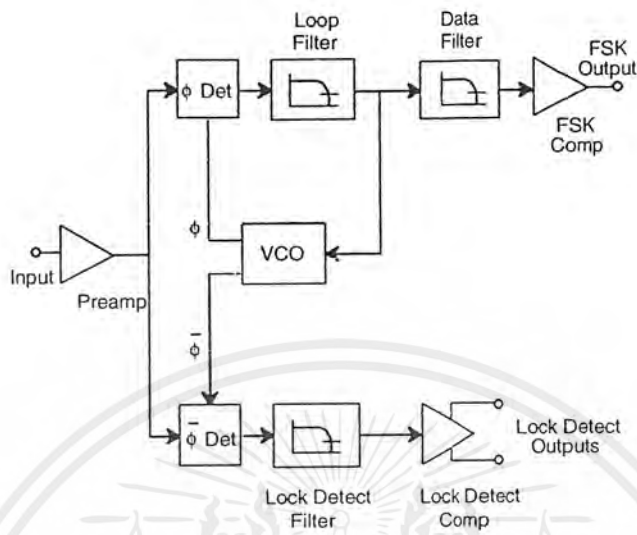 Loop
Filter
Data
Filter
FSK
Output
ϕ Det
FSK
Comp
ϕ
VCO
Input
Preamp
ϕ̅
ϕ̅ Det
Lock Detect
Outputs
Lock Detect
Filter
Lock Detect
Comp